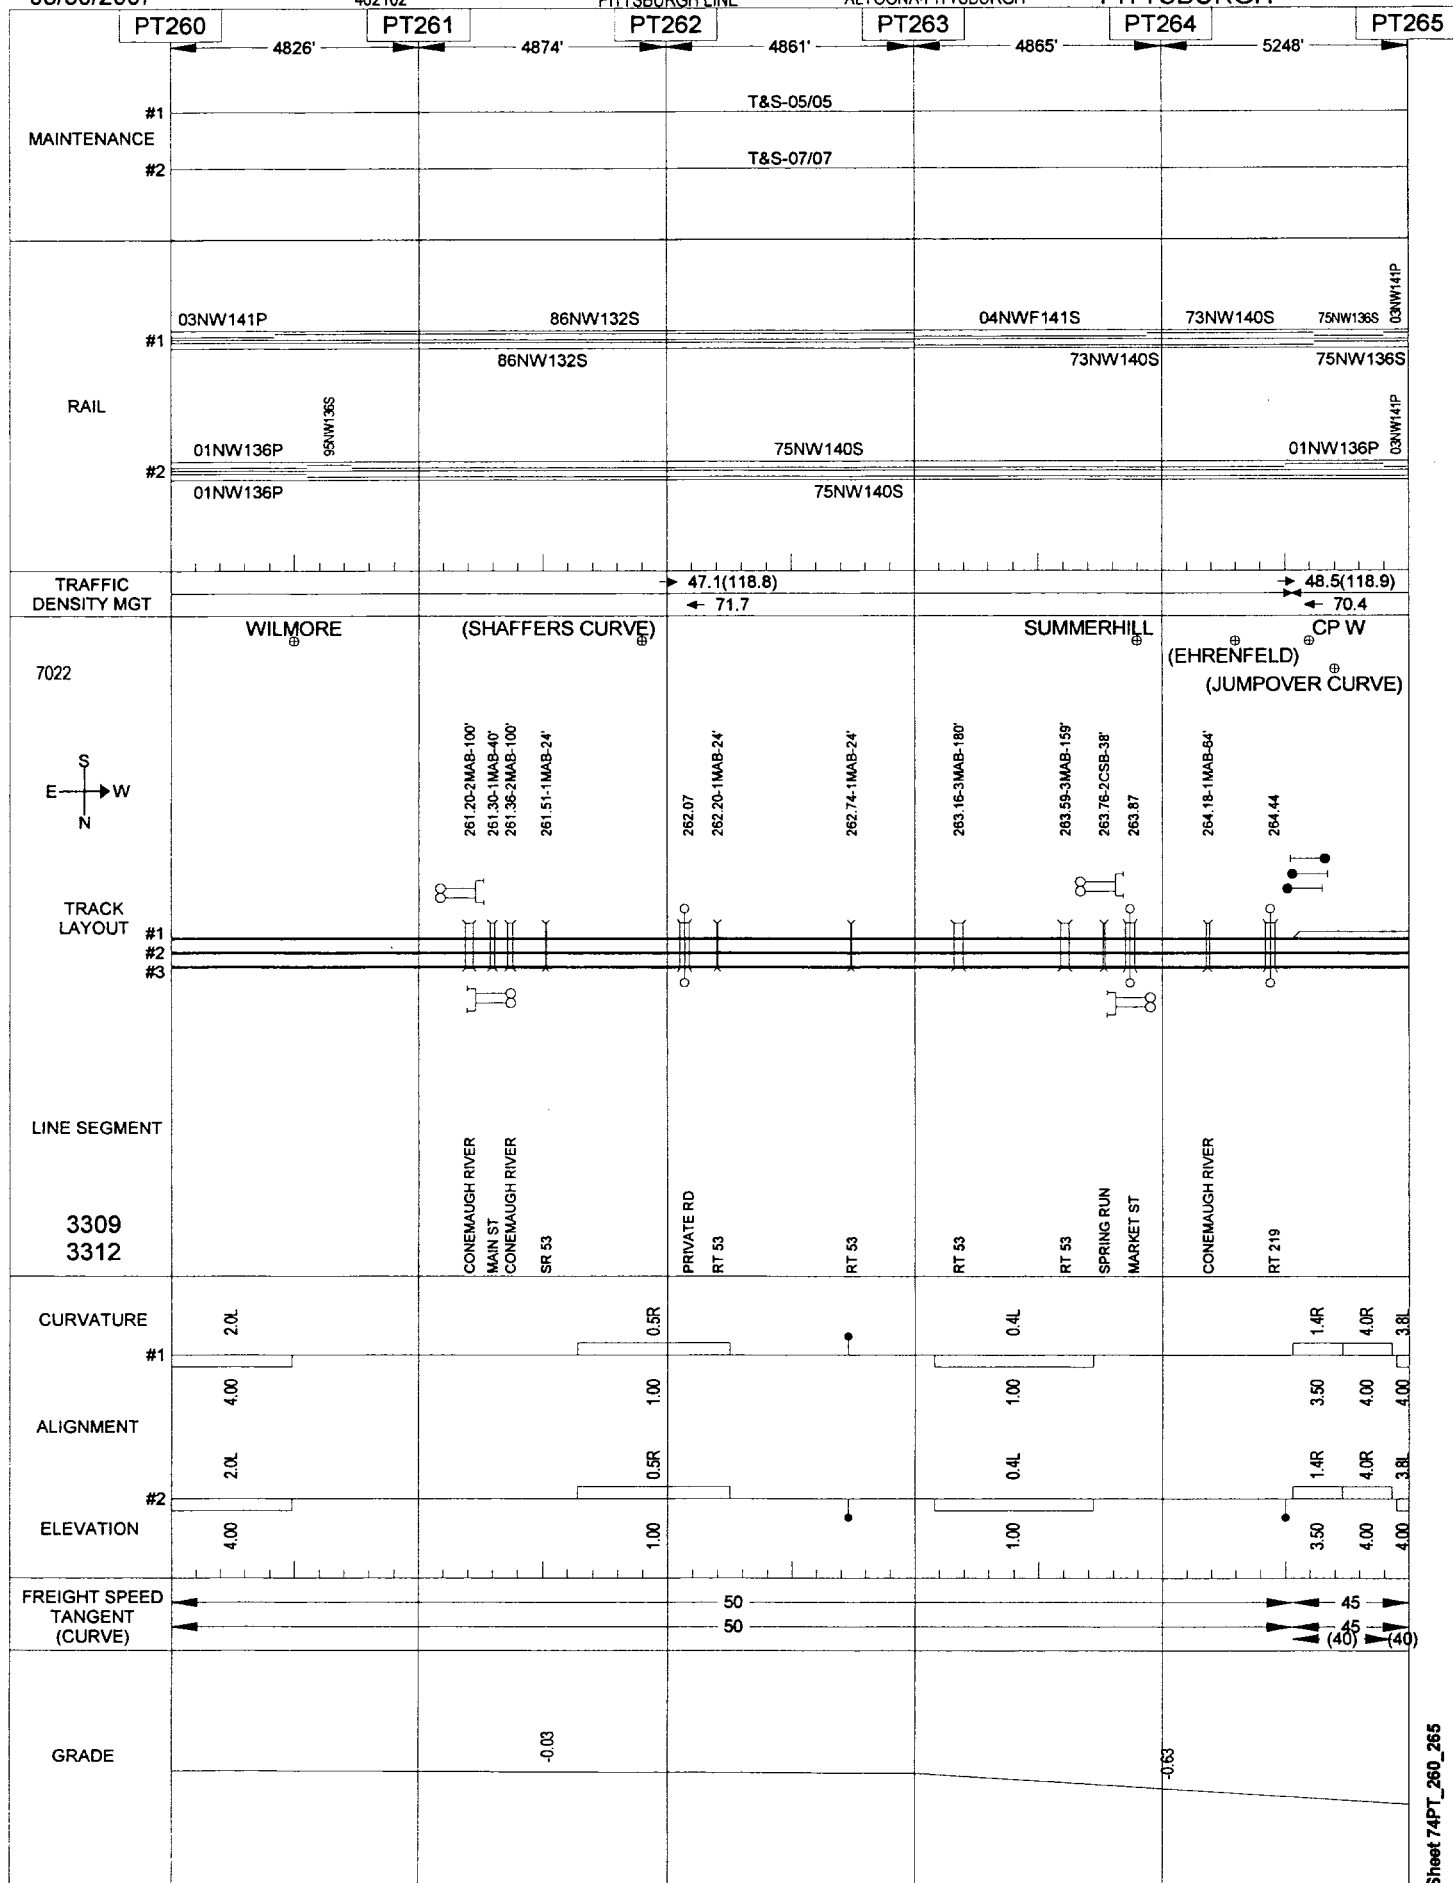 PT260 PT261 PT262 PT263 PT264 PT265
4826' 4874' 4861' 4865' 5248'
MAINTENANCE
#1 T&S-05/05
#2 T&S-07/07
RAIL
03NW141P 86NW132S 04NWF141S 73NW140S 75NW136S 03NW141P
#1
86NW132S 73NW140S 75NW136S
01NW136P 95NW136S 75NW140S 01NW136P 03NW141P
#2
01NW136P 75NW140S
TRAFFIC
DENSITY MGT
47.1(118.8) 48.5(118.9)
71.7 70.4
WILMORE (SHAFFERS CURVE) SUMMERHILL CP W
(EHRENFELD)
(JUMPOVER CURVE)
7022
S
E W
N
261.20-2MAB-100'
261.30-1MAB-40'
261.36-2MAB-100'
261.51-1MAB-24'
262.07
262.20-1MAB-24'
262.74-1MAB-24'
263.16-3MAB-180'
263.59-3MAB-159'
263.76-2CSB-38'
263.87
264.18-1MAB-64'
264.44
TRACK
LAYOUT
#1
#2
#3
LINE SEGMENT
3309
3312
CONEMAUGH RIVER
MAIN ST
CONEMAUGH RIVER
SR 53
PRIVATE RD
RT 53
RT 53
RT 53
RT 53
SPRING RUN
MARKET ST
CONEMAUGH RIVER
RT 219
CURVATURE
2.0L 0.5R 0.4L 1.4R 4.0R 3.8L
#1
4.00 1.00 1.00 3.50 4.00 4.00
ALIGNMENT
2.0L 0.5R 0.4L 1.4R 4.0R 3.8L
#2
ELEVATION
4.00 1.00 1.00 3.50 4.00 4.00
FREIGHT SPEED
TANGENT
(CURVE)
50 45
50 45
(40) (40)
GRADE
-0.03 -0.63
Sheet 74PT_260_265